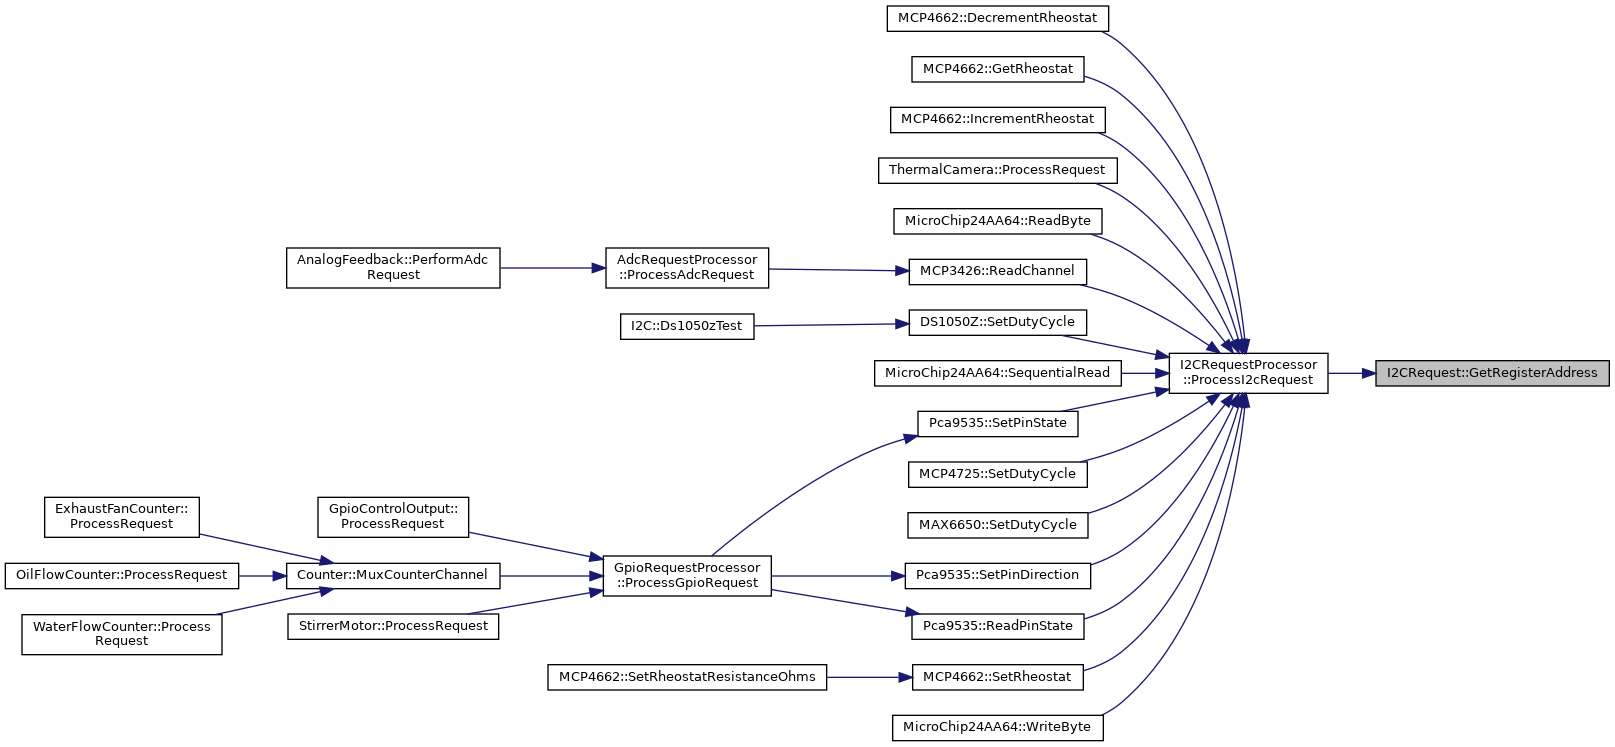 MCP4662::DecrementRheostat
MCP4662::GetRheostat
MCP4662::IncrementRheostat
ThermalCamera::ProcessRequest
MicroChip24AA64::ReadByte
AnalogFeedback::PerformAdc
Request
AdcRequestProcessor
::ProcessAdcRequest
MCP3426::ReadChannel
I2C::Ds1050zTest
DS1050Z::SetDutyCycle
MicroChip24AA64::SequentialRead
I2CRequestProcessor
::ProcessI2cRequest
I2CRequest::GetRegisterAddress
Pca9535::SetPinState
MCP4725::SetDutyCycle
MAX6650::SetDutyCycle
ExhaustFanCounter::
ProcessRequest
GpioControlOutput::
ProcessRequest
OilFlowCounter::ProcessRequest
Counter::MuxCounterChannel
GpioRequestProcessor
::ProcessGpioRequest
Pca9535::SetPinDirection
WaterFlowCounter::Process
Request
StirrerMotor::ProcessRequest
Pca9535::ReadPinState
MCP4662::SetRheostatResistanceOhms
MCP4662::SetRheostat
MicroChip24AA64::WriteByte